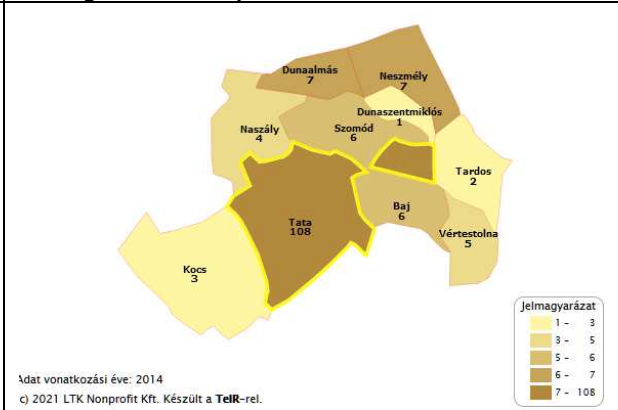 Dunaalmás
7
Neszmély
7
Dunaszentmiklós
1
Szomód
6
Naszály
4
Tardos
2
Baj
6
Tata
108
Vértestolna
5
Kocs
3
Jelmagyarázat
1 - 3
3 - 5
5 - 6
6 - 7
7 - 108
Adat vonatkozási éve: 2014
c) 2021 LTK Nonprofit Kft. Készült a TeIR-rel.